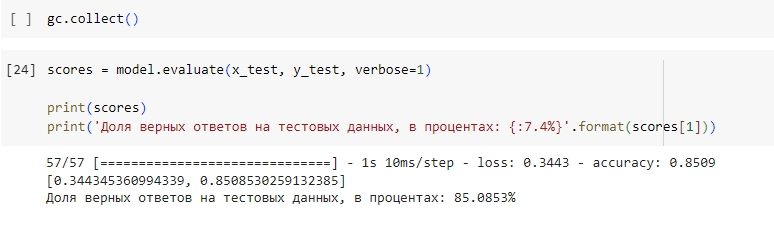 [ ] gc.collect()
[24] scores = model.evaluate(x_test, y_test, verbose=1)
print(scores)
print('Доля верных ответов на тестовых данных, в процентах: {:7.4%}'.format(scores[1]))
57/57 [==============================] - 1s 10ms/step - loss: 0.3443 - accuracy: 0.8509
[0.344345360994339, 0.8508530259132385]
Доля верных ответов на тестовых данных, в процентах: 85.0853%